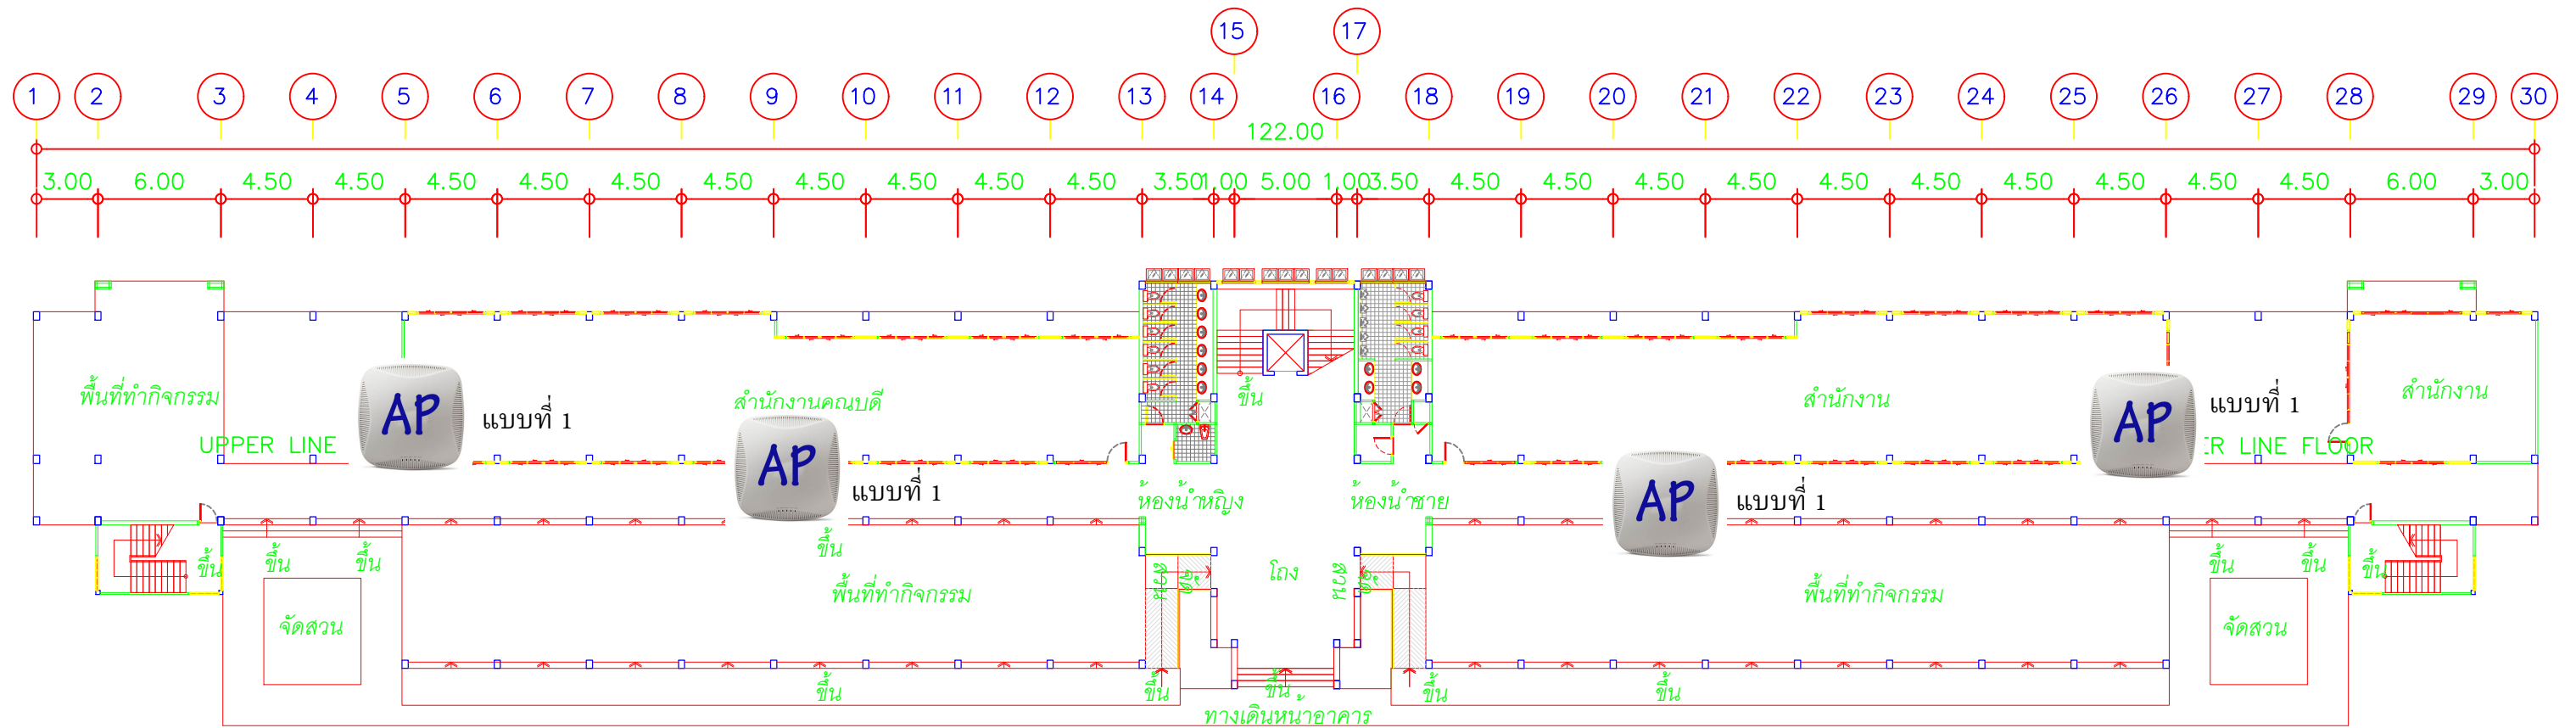 15 17
1 2 3 4 5 6 7 8 9 10 11 12 13 14 16 18 19 20 21 22 23 24 25 26 27 28 29 30
122.00
3.00 6.00 4.50 4.50 4.50 4.50 4.50 4.50 4.50 4.50 4.50 4.50 3.50 1.00 5.00 1.00 3.50 4.50 4.50 4.50 4.50 4.50 4.50 4.50 4.50 4.50 4.50 6.00 3.00
พื้นที่ทำกิจกรรม
สำนักงานคณบดี
ขึ้น
สำนักงาน
สำนักงาน
AP แบบที่ 1
AP แบบที่ 1
AP แบบที่ 1
AP แบบที่ 1
UPPER LINE
ER LINE FLOOR
ห้องน้ำหญิง
ห้องน้ำชาย
ขึ้น
ขึ้น
ขึ้น
ขึ้น
ขึ้น
ขึ้น
ขึ้น
โถง
พื้นที่ทำกิจกรรม
พื้นที่ทำกิจกรรม
จัดสวน
จัดสวน
ขึ้น
ขึ้น
ขึ้น
ขึ้น
ขึ้น
ทางเดินหน้าอาคาร